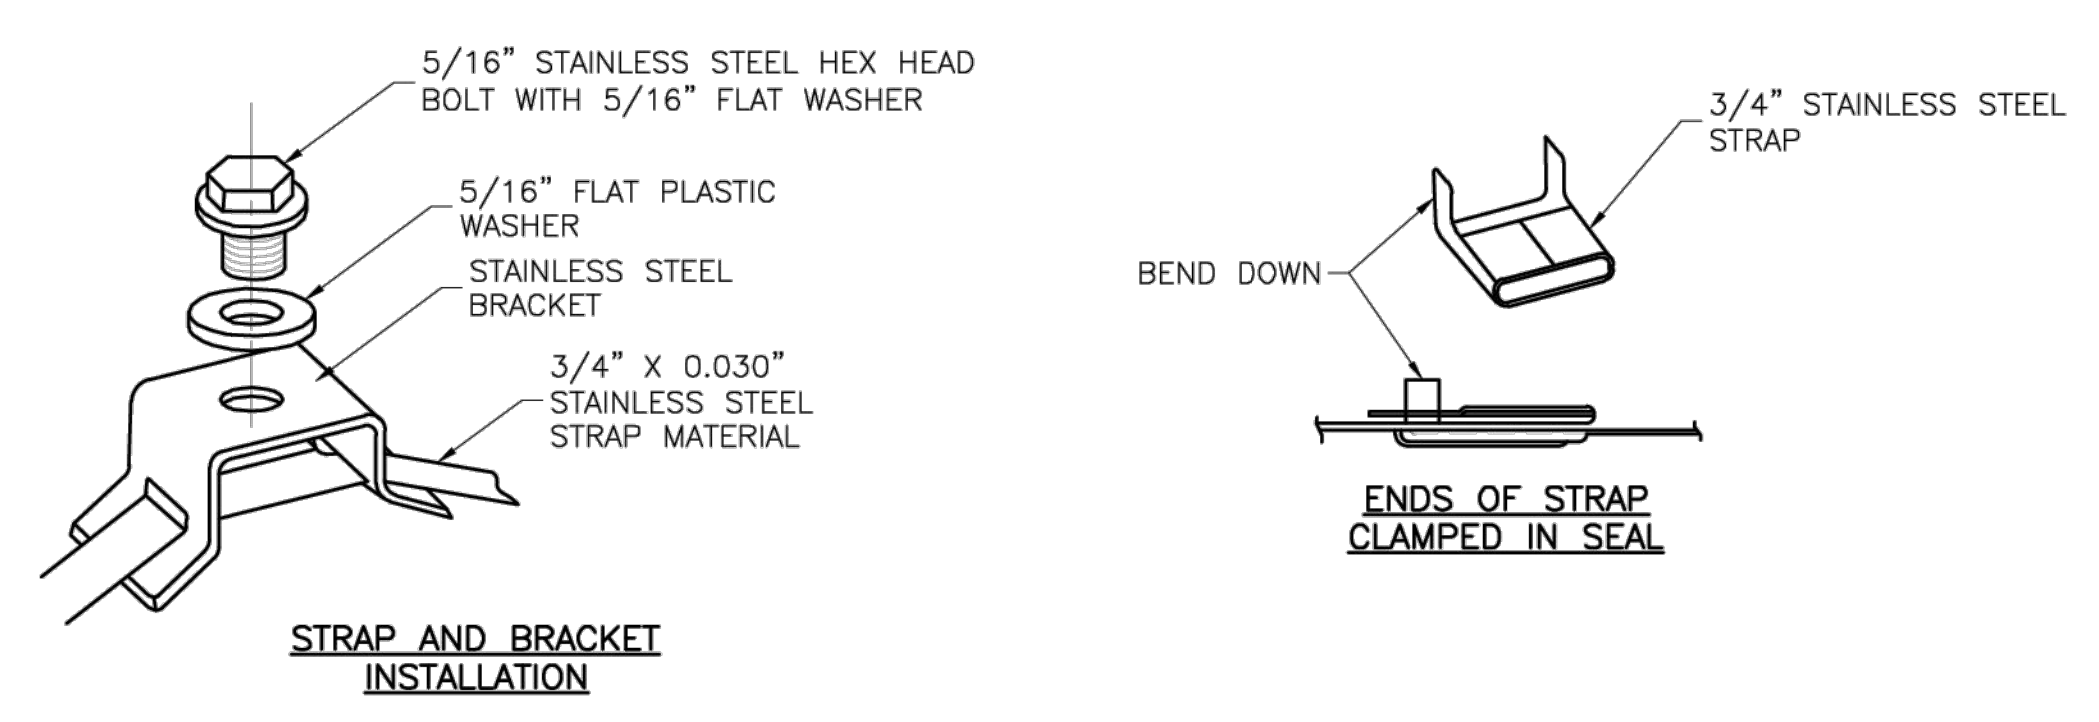 5/16” STAINLESS STEEL HEX HEAD
BOLT WITH 5/16” FLAT WASHER
5/16” FLAT PLASTIC
WASHER
STAINLESS STEEL
BRACKET
3/4” X 0.030”
STAINLESS STEEL
STRAP MATERIAL
STRAP AND BRACKET
INSTALLATION
3/4” STAINLESS STEEL
STRAP
BEND DOWN
ENDS OF STRAP
CLAMPED IN SEAL